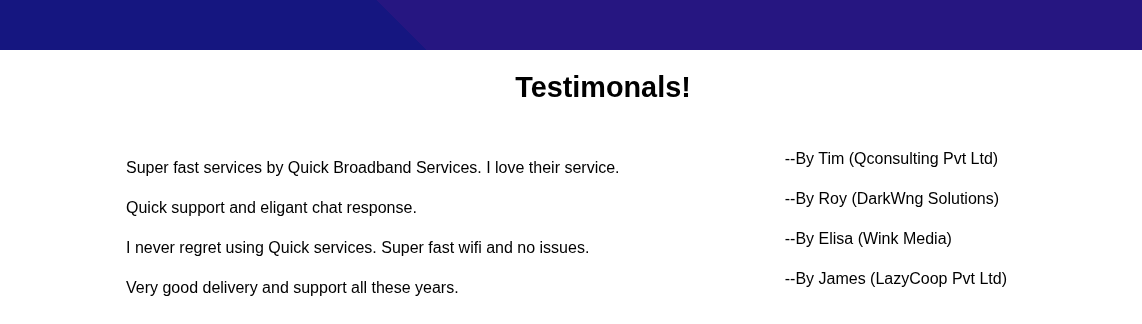 Testimonals!
Super fast services by Quick Broadband Services. I love their service.
--By Tim (Qconsulting Pvt Ltd)
Quick support and eligant chat response.
--By Roy (DarkWng Solutions)
I never regret using Quick services. Super fast wifi and no issues.
--By Elisa (Wink Media)
Very good delivery and support all these years.
--By James (LazyCoop Pvt Ltd)